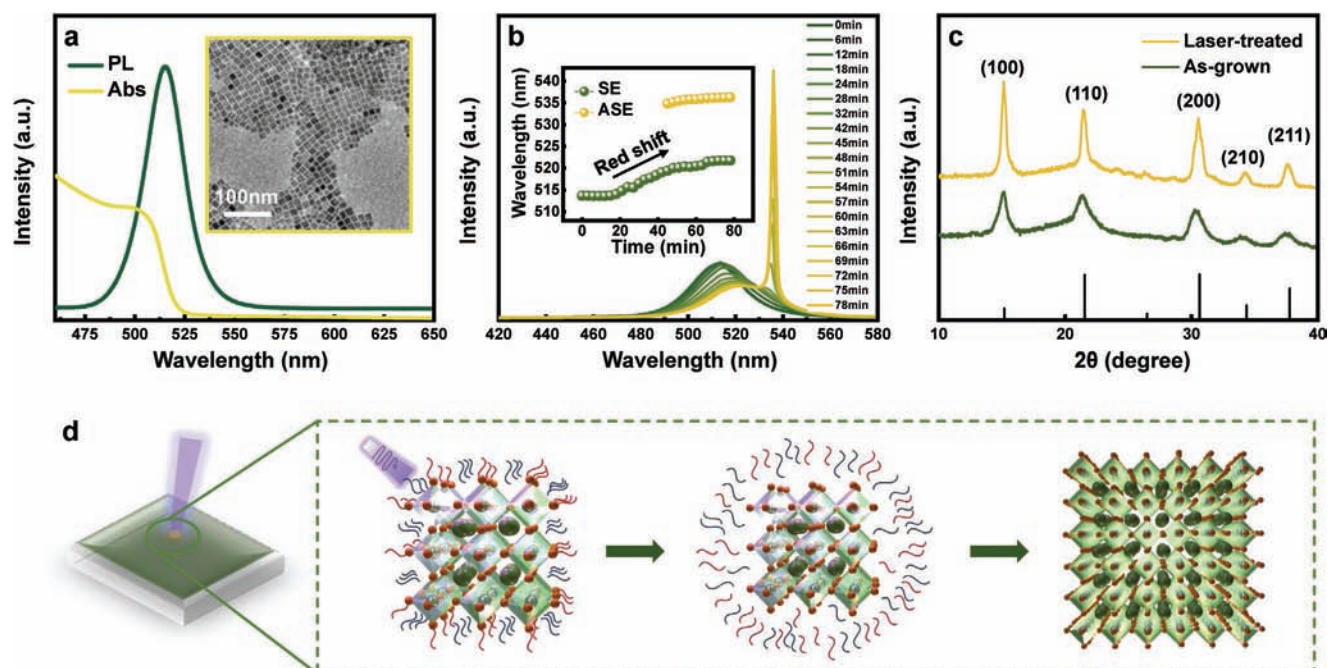 a
PL
Abs
100nm
Intensity (a.u.)
475 500 525 550 575 600 625 650
Wavelength (nm)
b
SE
ASE
Red shift
Wavelength (nm)
540
535
530
525
520
515
510
0 20 40 60 80
Time (min)
0min
6min
12min
18min
24min
28min
32min
42min
45min
48min
51min
54min
57min
60min
63min
66min
69min
72min
75min
78min
Intensity (a.u.)
420 440 460 480 500 520 540 560 580
Wavelength (nm)
c
Laser-treated
As-grown
(100)
(110)
(200)
(210)
(211)
Intensity (a.u.)
10 20 30 40
2θ (degree)
d